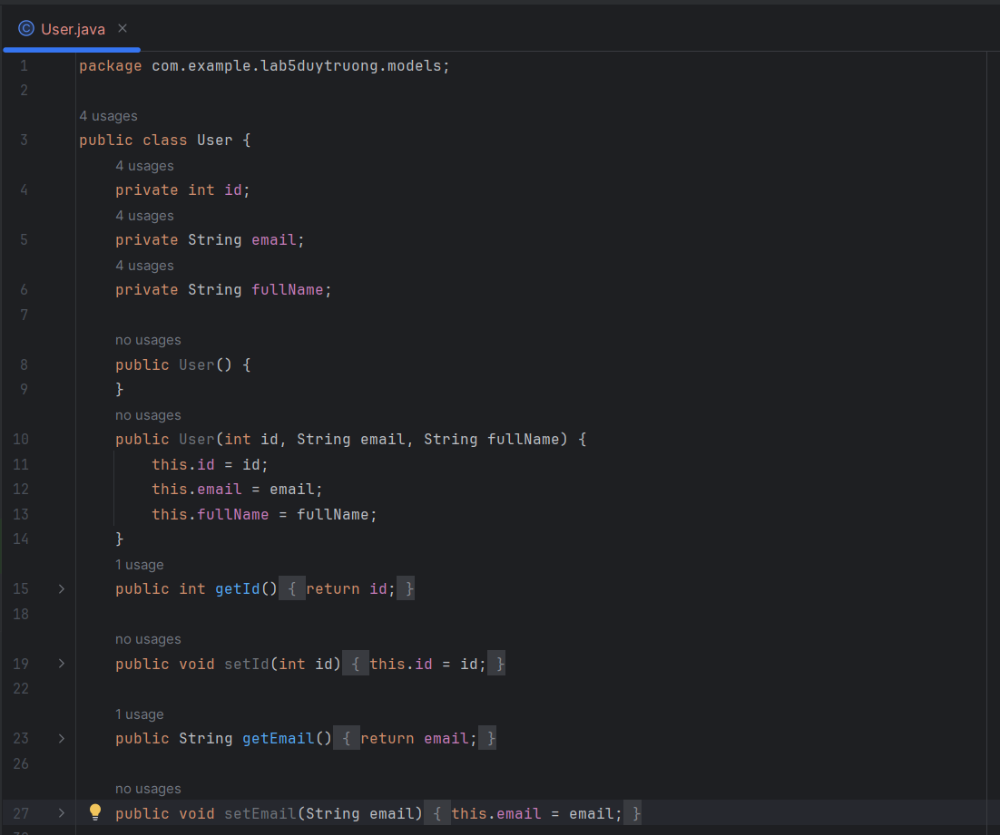 User.java
1 package com.example.lab5duytruong.models;
2
4 usages
3 public class User {
4 usages
4 private int id;
4 usages
5 private String email;
4 usages
6 private String fullName;
7
no usages
8 public User() {
9 }
no usages
10 public User(int id, String email, String fullName) {
11 this.id = id;
12 this.email = email;
13 this.fullName = fullName;
14 }
1 usage
15 public int getId() { return id; }
18
no usages
19 public void setId(int id) { this.id = id; }
22
1 usage
23 public String getEmail() { return email; }
26
no usages
27 public void setEmail(String email) { this.email = email; }